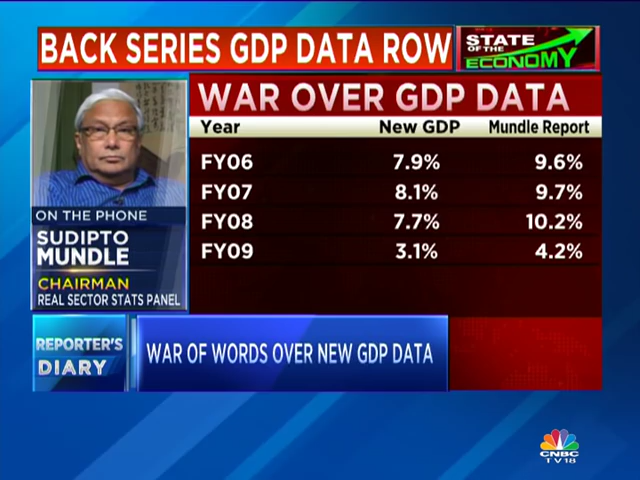 BACK SERIES GDP DATA ROW
STATE
OF THE
ECONOMY
WAR OVER GDP DATA
Year New GDP Mundle Report
FY06 7.9% 9.6%
FY07 8.1% 9.7%
FY08 7.7% 10.2%
FY09 3.1% 4.2%
ON THE PHONE
SUDIPTO
MUNDLE
CHAIRMAN
REAL SECTOR STATS PANEL
REPORTER'S
DIARY
WAR OF WORDS OVER NEW GDP DATA
CNBC
TV18